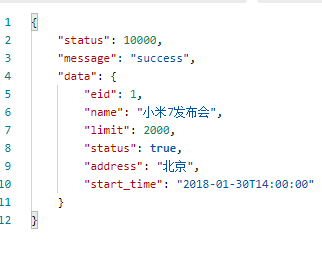 1 {
2 "status": 10000,
3 "message": "success",
4 "data": {
5 "eid": 1,
6 "name": "小米7发布会",
7 "limit": 2000,
8 "status": true,
9 "address": "北京",
10 "start_time": "2018-01-30T14:00:00"
11 }
12 }